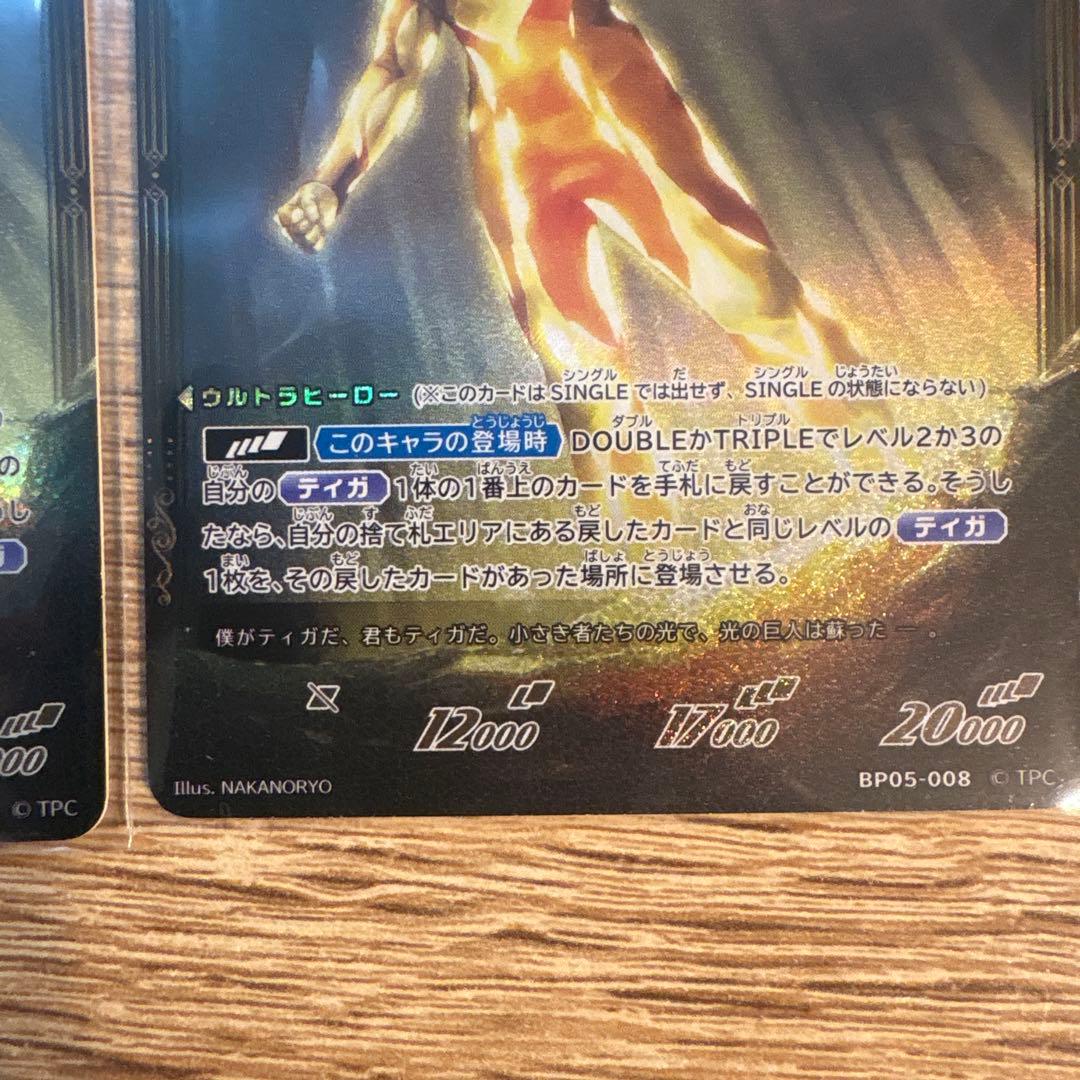 ウルトラヒーロー (※このカードはSINGLEでは出せず、SINGLEの状態にならない)
このキャラの登場時 DOUBLEかTRIPLEでレベル2か3の
自分の ティガ 1体の1番上のカードを手札に戻すことができる。そうし
たなら、自分の捨て札エリアにある戻したカードと同じレベルの ティガ
1枚を、その戻したカードがあった場所に登場させる。
僕がティガだ、君もティガだ。小さき者たちの光で、光の巨人は蘇った ― 。
12000 17000 20000
Illus. NAKANORYO BP05-008 © TPC
の
し
000
© TPC